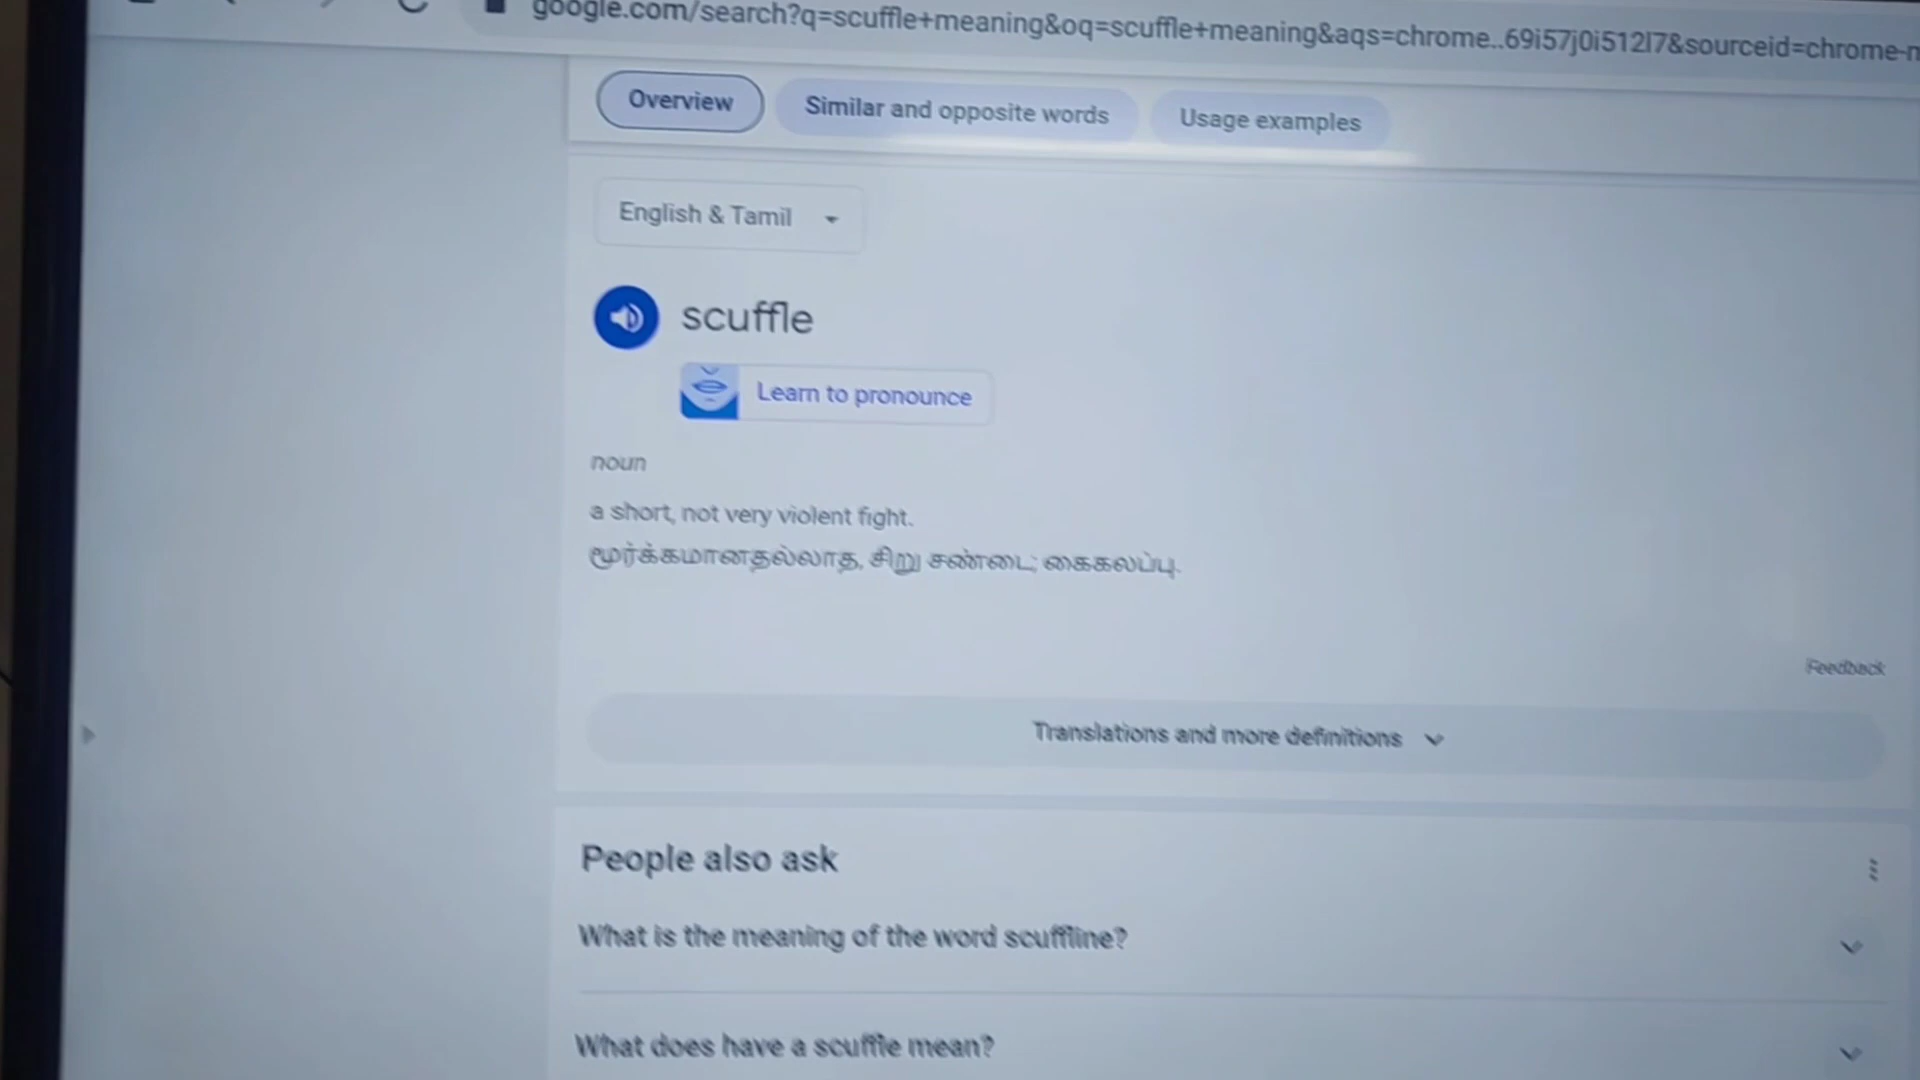 google.com/search?q=scuffle+meaning&oq=scuffle+meaning&aqs=chrome..69i57j0i512l7&sourceid=chrome-m
Overview
Similar and opposite words
Usage examples
English & Tamil
scuffle
Learn to pronounce
noun
a short, not very violent fight.
மூர்க்கமானதல்லாத, சிறு சண்டை; கைகலப்பு.
Feedback
Translations and more definitions
People also ask
What is the meaning of the word scuffline?
What does have a scuffle mean?